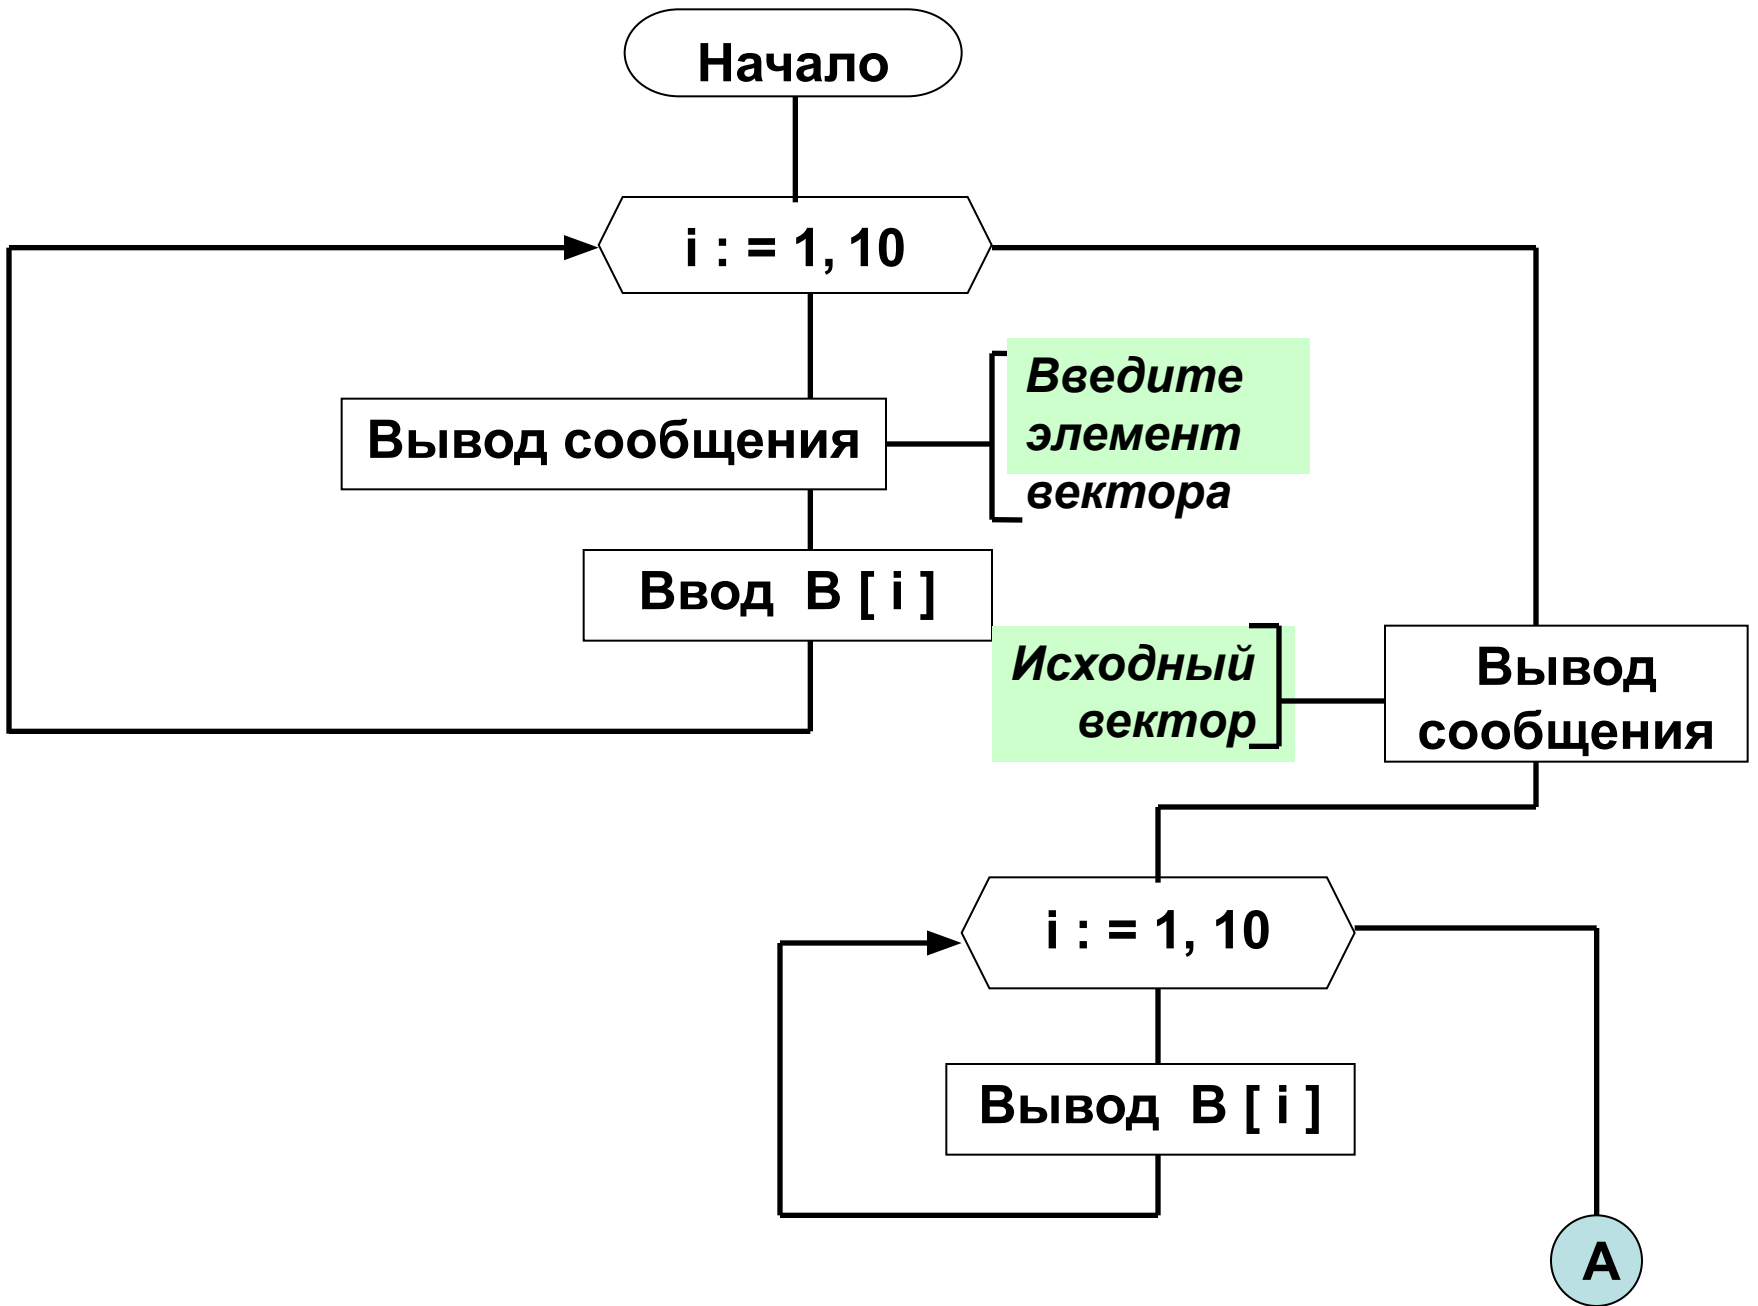 Начало
i : = 1, 10
Введите
элемент
вектора
Вывод сообщения
Ввод B [ i ]
Исходный
вектор
Вывод
сообщения
i : = 1, 10
Вывод B [ i ]
А